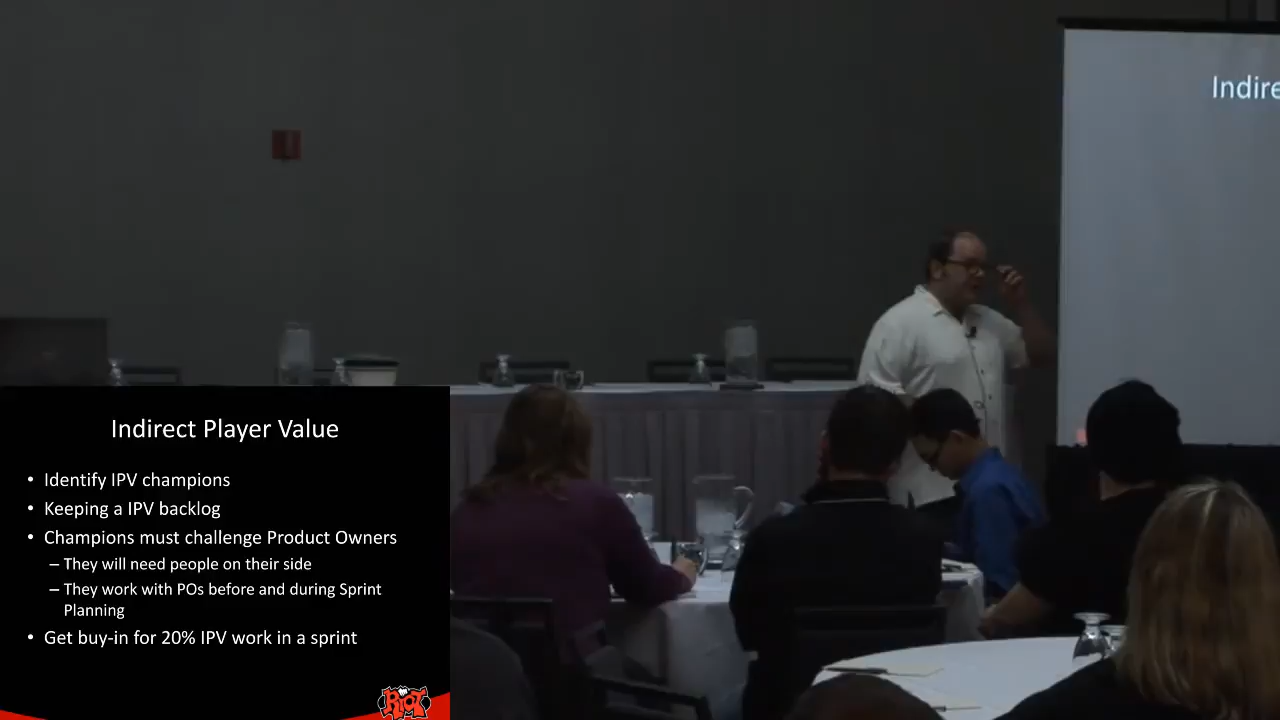 Indire
Indirect Player Value
• Identify IPV champions
• Keeping a IPV backlog
• Champions must challenge Product Owners
– They will need people on their side
– They work with POs before and during Sprint
Planning
• Get buy-in for 20% IPV work in a sprint
RIOT